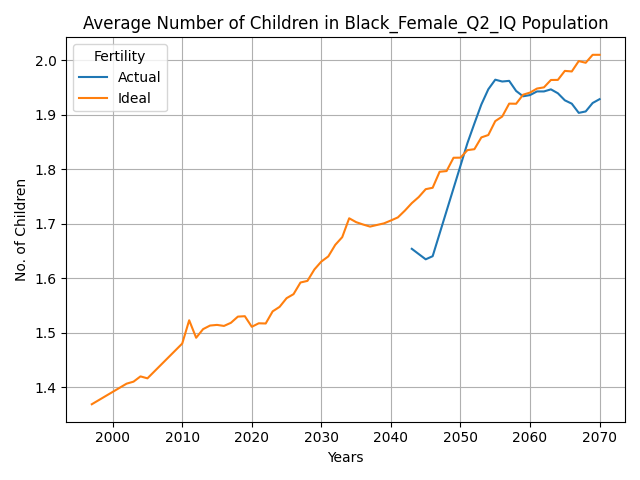 Average Number of Children in Black_Female_Q2_IQ Population
Fertility
Actual
Ideal
No. of Children
2.0
1.9
1.8
1.7
1.6
1.5
1.4
2000 2010 2020 2030 2040 2050 2060 2070
Years